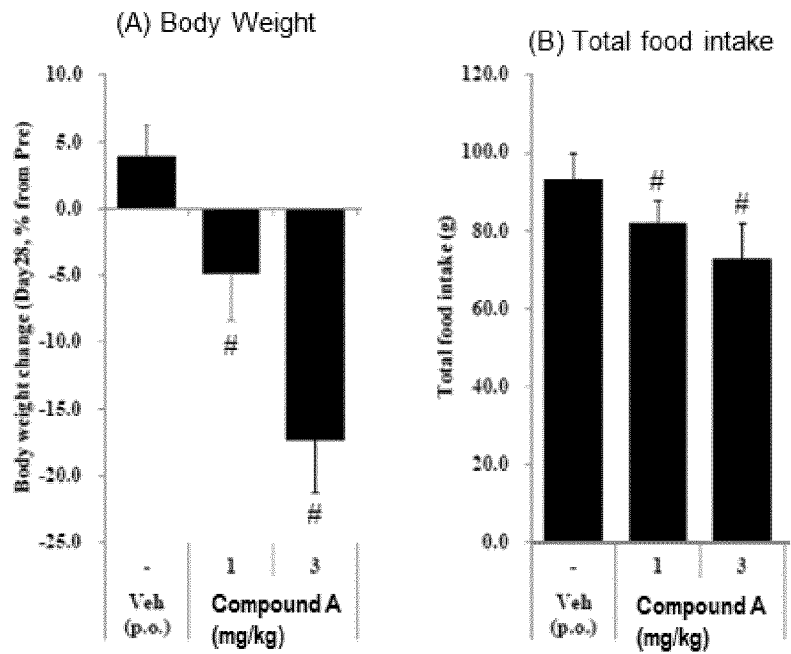 (A) Body Weight
Body weight change (Day28, % from Pre)
10.0
5.0
0.0
-5.0
-10.0
-15.0
-20.0
-25.0
#
#
- 1 3
Veh Compound A
(p.o.) (mg/kg)
(B) Total food intake
Total food intake (g)
120.0
100.0
80.0
60.0
40.0
20.0
0.0
#
#
- 1 3
Veh Compound A
(p.o.) (mg/kg)